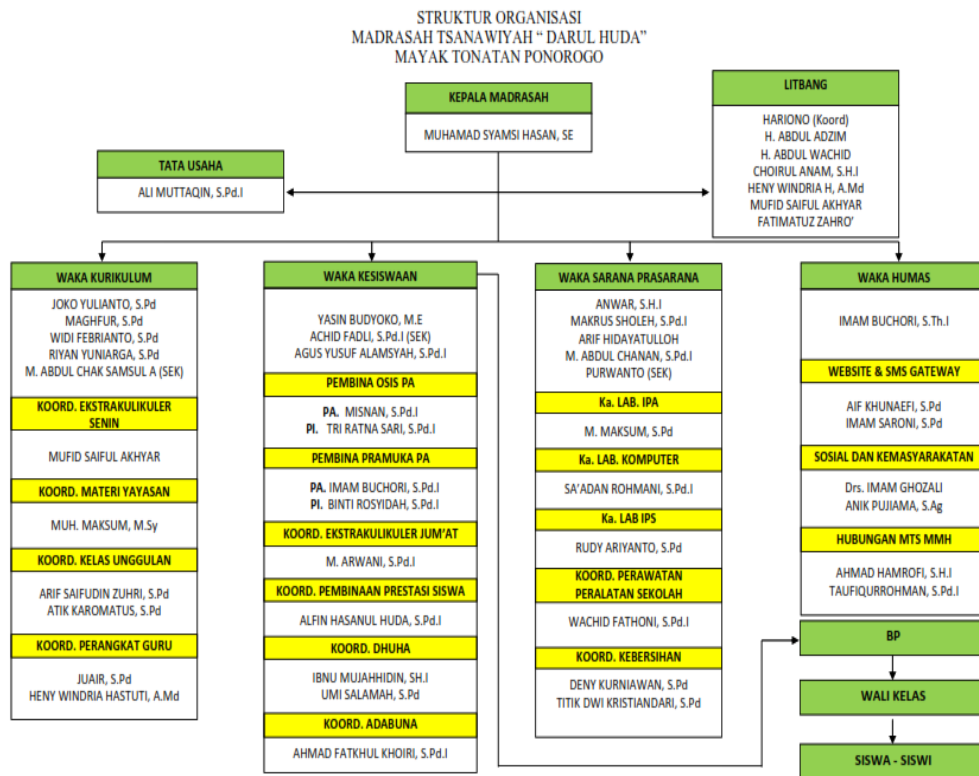 STRUKTUR ORGANISASI
MADRASAH TSANAWIYAH “ DARUL HUDA”
MAYAK TONATAN PONOROGO
KEPALA MADRASAH
MUHAMAD SYAMSI HASAN, SE
LITBANG
HARIONO (Koord)
H. ABDUL ADZIM
H. ABDUL WACHID
CHOIRUL ANAM, S.H.I
HENY WINDRIA H, A.Md
MUFID SAIFUL AKHYAR
FATIMATUZ ZAHRO’
TATA USAHA
ALI MUTTAQIN, S.Pd.I
WAKA KURIKULUM
JOKO YULIANTO, S.Pd
MAGHFUR, S.Pd
WIDI FEBRIANTO, S.Pd
RIYAN YUNIARGA, S.Pd
M. ABDUL CHAK SAMSUL A (SEK)
KOORD. EKSTRAKULIKULER
SENIN
MUFID SAIFUL AKHYAR
KOORD. MATERI YAYASAN
MUH. MAKSUM, M.Sy
KOORD. KELAS UNGGULAN
ARIF SAIFUDIN ZUHRI, S.Pd
ATIK KAROMATUS, S.Pd
KOORD. PERANGKAT GURU
JUAIR, S.Pd
HENY WINDRIA HASTUTI, A.Md
WAKA KESISWAAN
YASIN BUDYOKO, M.E
ACHID FADLI, S.Pd.I (SEK)
AGUS YUSUF ALAMSYAH, S.Pd.I
PEMBINA OSIS PA
PA. MISNAN, S.Pd.I
PI. TRI RATNA SARI, S.Pd.I
PEMBINA PRAMUKA PA
PA. IMAM BUCHORI, S.Pd.I
PI. BINTI ROSYIDAH, S.Pd.I
KOORD. EKSTRAKULIKULER JUM’AT
M. ARWANI, S.Pd.I
KOORD. PEMBINAAN PRESTASI SISWA
ALFIN HASANUL HUDA, S.Pd.I
KOORD. DHUHA
IBNU MUJAHHIDIN, SH.I
UMI SALAMAH, S.Pd
KOORD. ADABUNA
AHMAD FATKHUL KHOIRI, S.Pd.I
WAKA SARANA PRASARANA
ANWAR, S.H.I
MAKRUS SHOLEH, S.Pd.I
ARIF HIDAYATULLOH
M. ABDUL CHANAN, S.Pd.I
PURWANTO (SEK)
Ka. LAB. IPA
M. MAKSUM, S.Pd
Ka. LAB. KOMPUTER
SA’ADAN ROHMANI, S.Pd.I
Ka. LAB IPS
RUDY ARIYANTO, S.Pd
KOORD. PERAWATAN
PERALATAN SEKOLAH
WACHID FATHONI, S.Pd.I
KOORD. KEBERSIHAN
DENY KURNIAWAN, S.Pd
TITIK DWI KRISTIANDARI, S.Pd
WAKA HUMAS
IMAM BUCHORI, S.Th.I
WEBSITE & SMS GATEWAY
AIF KHUNAEFI, S.Pd
IMAM SARONI, S.Pd
SOSIAL DAN KEMASYARAKATAN
Drs. IMAM GHOZALI
ANIK PUJIAMA, S.Ag
HUBUNGAN MTS MMH
AHMAD HAMROFI, S.H.I
TAUFIQURROHMAN, S.Pd.I
BP
WALI KELAS
SISWA - SISWI